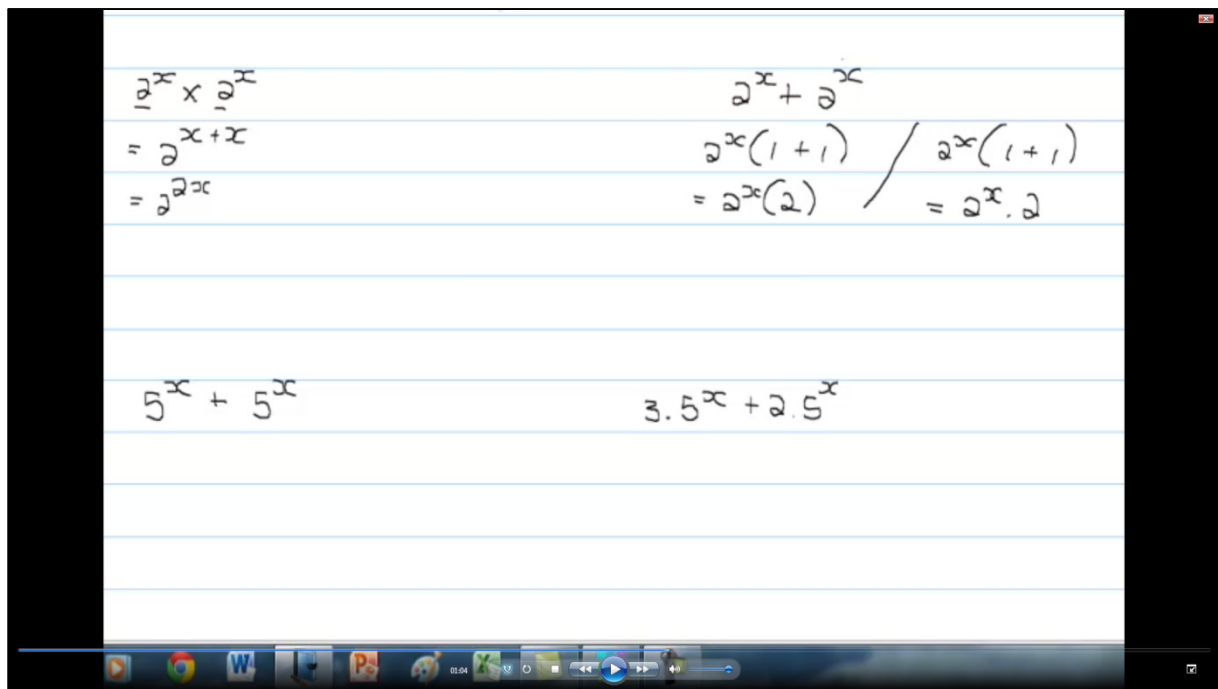 2^x × 2^x
= 2^{x+x}
= 2^{2x}
2^x + 2^x
2^x(1 + 1) / 2^x(1 + 1)
= 2^x(2) = 2^x . 2
5^x + 5^x
3.5^x + 2.5^x
01:04